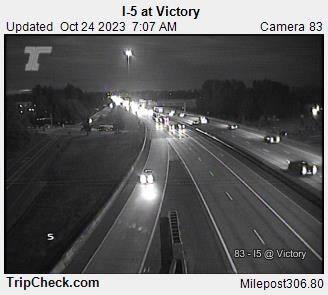 I-5 at Victory
Updated Oct 24 2023 7:07 AM Camera 83
T
S
83 - I5 @ Victory
TripCheck.com Milepost306.80